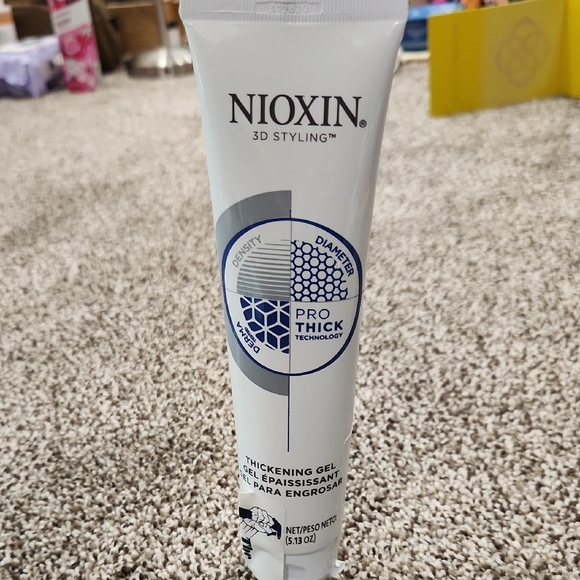 NIOXIN®
3D STYLING™
DENSITY
DIAMETER
DERMA
PRO
THICK
TECHNOLOGY
THICKENING GEL
GEL ÉPAISSISSANT
GEL PARA ENGROSAR
NET/PESO NETO:
(5.13 OZ)